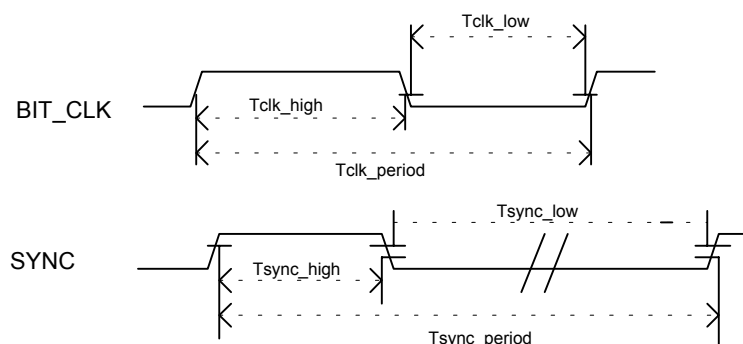 Tclk_low
BIT_CLK
Tclk_high
Tclk_period
Tsync_low
SYNC
Tsync_high
Tsync_period